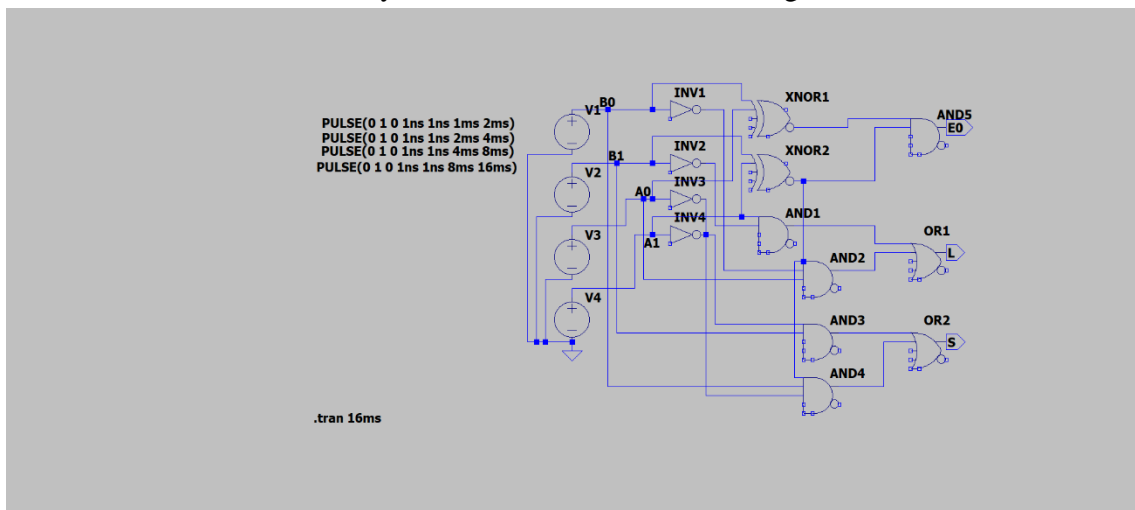 INV1
XNOR1
B0
V1
AND5
PULSE(0 1 0 1ns 1ns 1ms 2ms)
E0
PULSE(0 1 0 1ns 1ns 2ms 4ms)
PULSE(0 1 0 1ns 1ns 4ms 8ms)
PULSE(0 1 0 1ns 1ns 8ms 16ms)
INV2
XNOR2
B1
V2
INV3
A0
INV4
AND1
V3
A1
OR1
L
AND2
V4
AND3
OR2
S
AND4
.tran 16ms